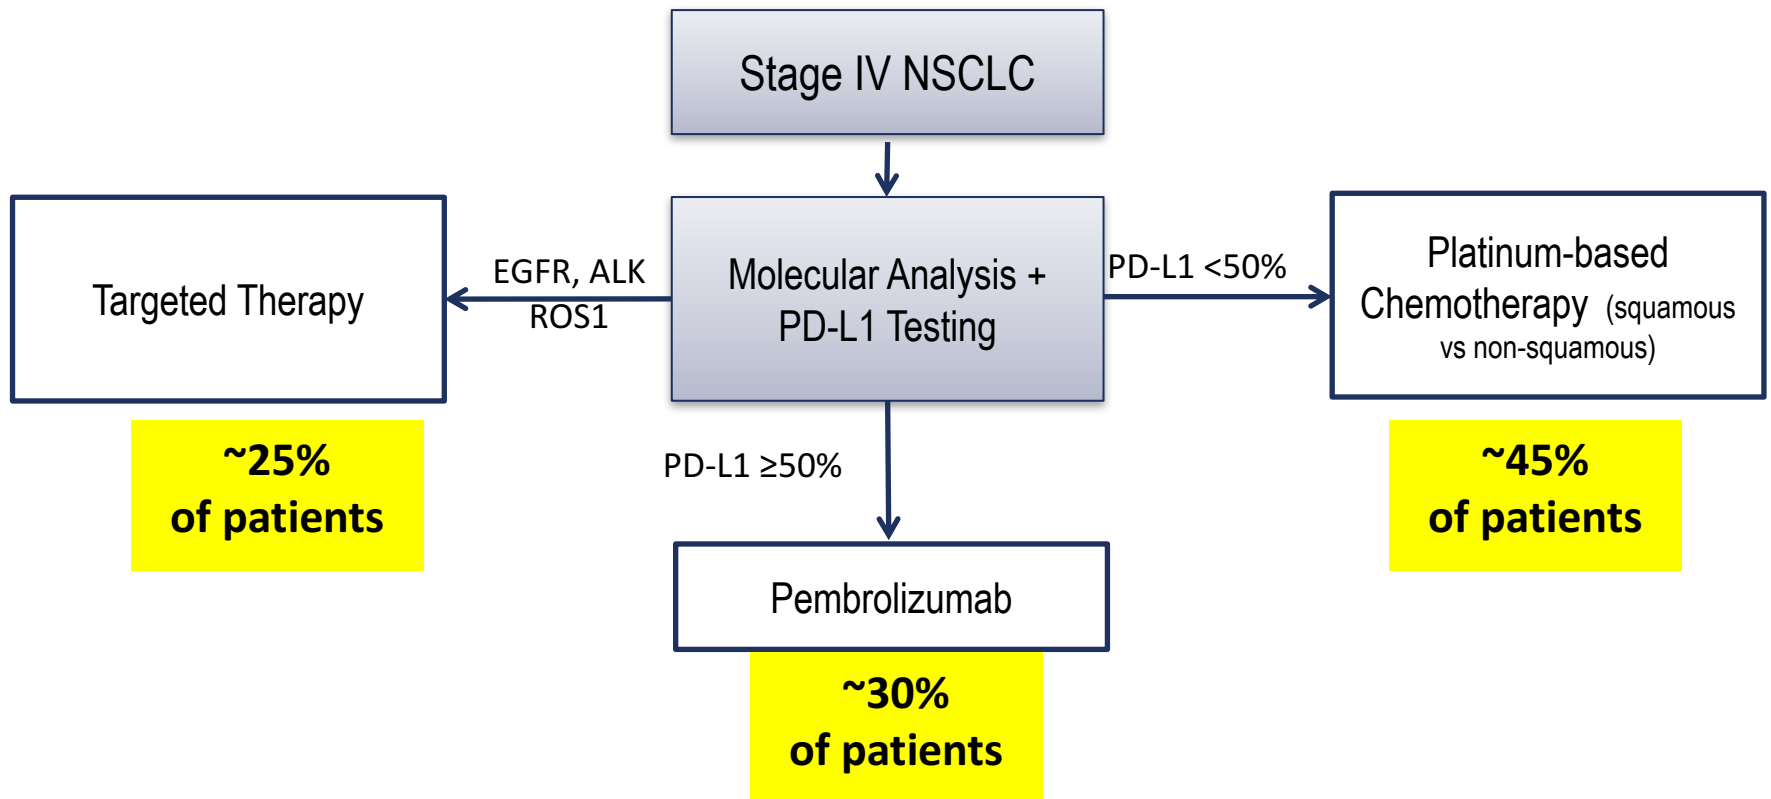 Stage IV NSCLC
Targeted Therapy
EGFR, ALK
ROS1
Molecular Analysis +
PD-L1 Testing
PD-L1 <50%
Platinum-based
Chemotherapy (squamous
vs non-squamous)
~25%
of patients
PD-L1 ≥50%
~45%
of patients
Pembrolizumab
~30%
of patients